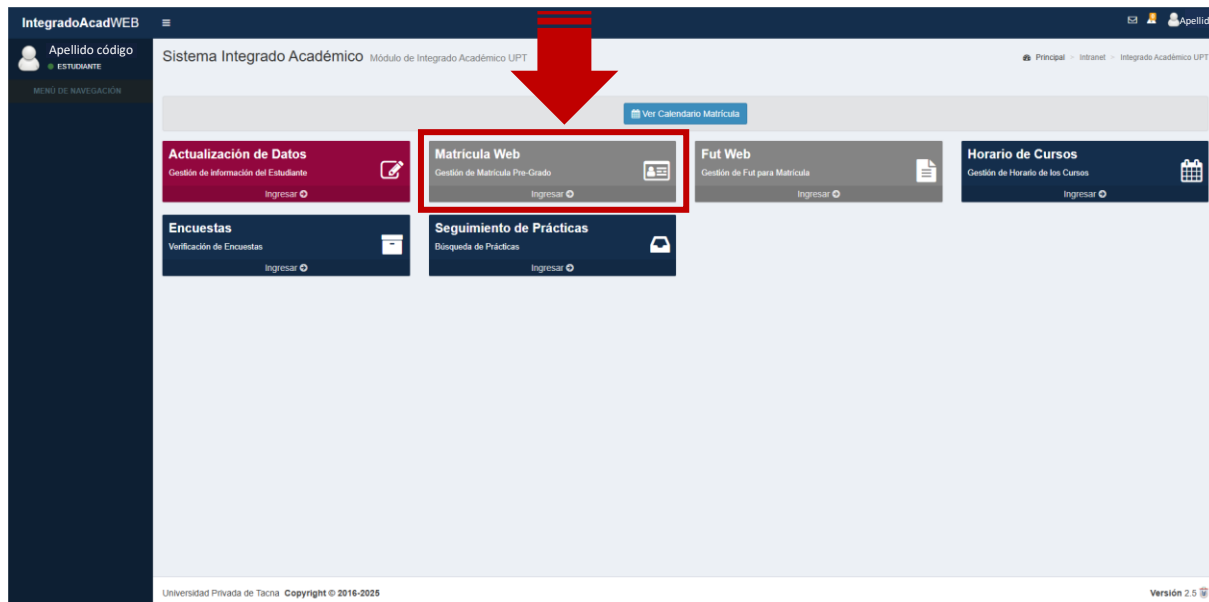 IntegradoAcadWEB
Apellid
Apellido código
ESTUDIANTE
MENÚ DE NAVEGACIÓN
Sistema Integrado Académico Módulo de Integrado Académico UPT
Principal > Intranet > Integrado Académico UPT
Ver Calendario Matrícula
Actualización de Datos
Gestión de información del Estudiante
Ingresar
Matrícula Web
Gestión de Matrícula Pre-Grado
Ingresar
Fut Web
Gestión de Fut para Matrícula
Ingresar
Horario de Cursos
Gestión de Horario de los Cursos
Ingresar
Encuestas
Verificación de Encuestas
Ingresar
Seguimiento de Prácticas
Búsqueda de Prácticas
Ingresar
Universidad Privada de Tacna Copyright © 2016-2025
Versión 2.5